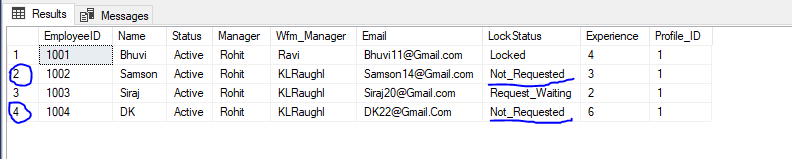 Results Messages
EmployeeID Name Status Manager Wfm_Manager Email LockStatus Experience Profile_ID
1 1001 Bhuvi Active Rohit Ravi Bhuvi11@Gmail.com Locked 4 1
2 1002 Samson Active Rohit KLRaughl Samson14@Gmail.com Not_Requested 3 1
3 1003 Siraj Active Rohit KLRaughl Siraj20@Gmail.com Request_Waiting 2 1
4 1004 DK Active Rohit KLRaughl DK22@Gmail.Com Not_Requested 6 1